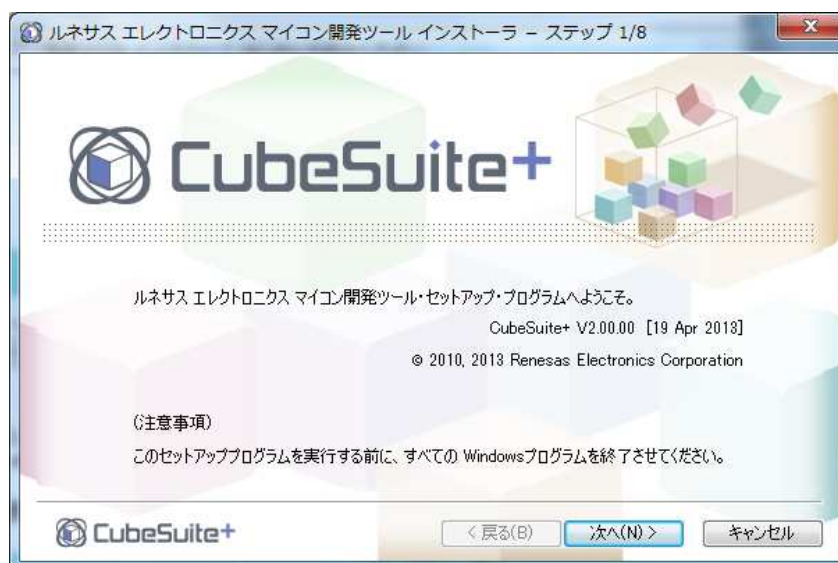 ルネサス エレクトロニクス マイコン開発ツール インストーラ - ステップ 1/8
CubeSuite+
ルネサス エレクトロニクス マイコン開発ツール・セットアップ・プログラムへようこそ。
CubeSuite+ V2.00.00 [19 Apr 2013]
© 2010, 2013 Renesas Electronics Corporation
(注意事項)
このセットアッププログラムを実行する前に、すべての Windowsプログラムを終了させてください。
CubeSuite+
< 戻る(B)
次へ(N) >
キャンセル